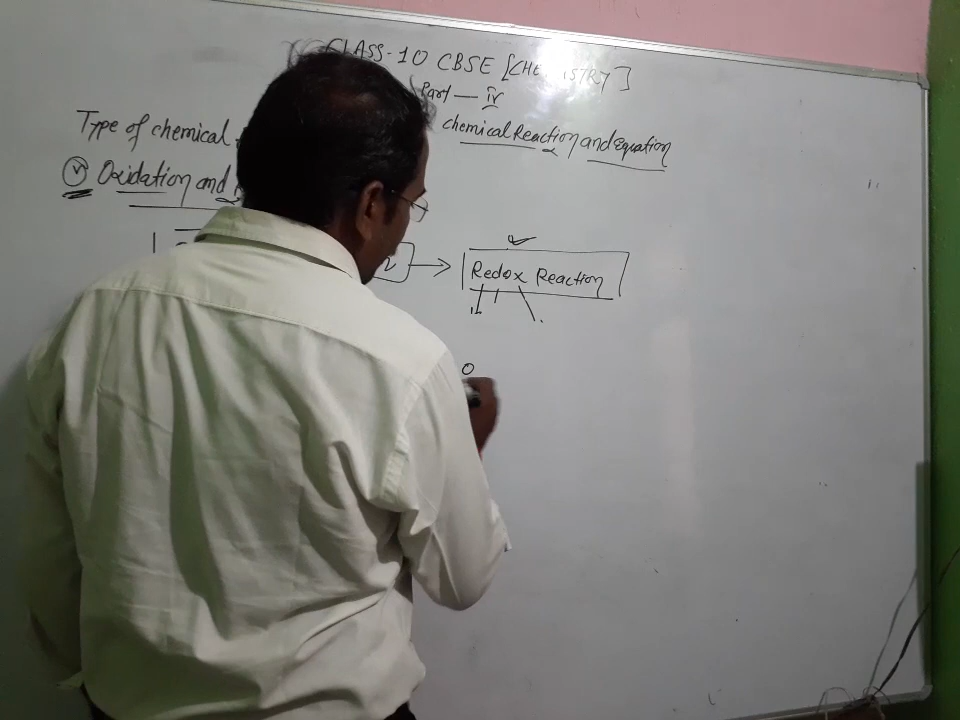 CLASS-10 CBSE [CHEMISTRY]
Part — iv
Type of chemical
chemical Reaction and Equation
(v) Oxidation and
Redox Reaction
O